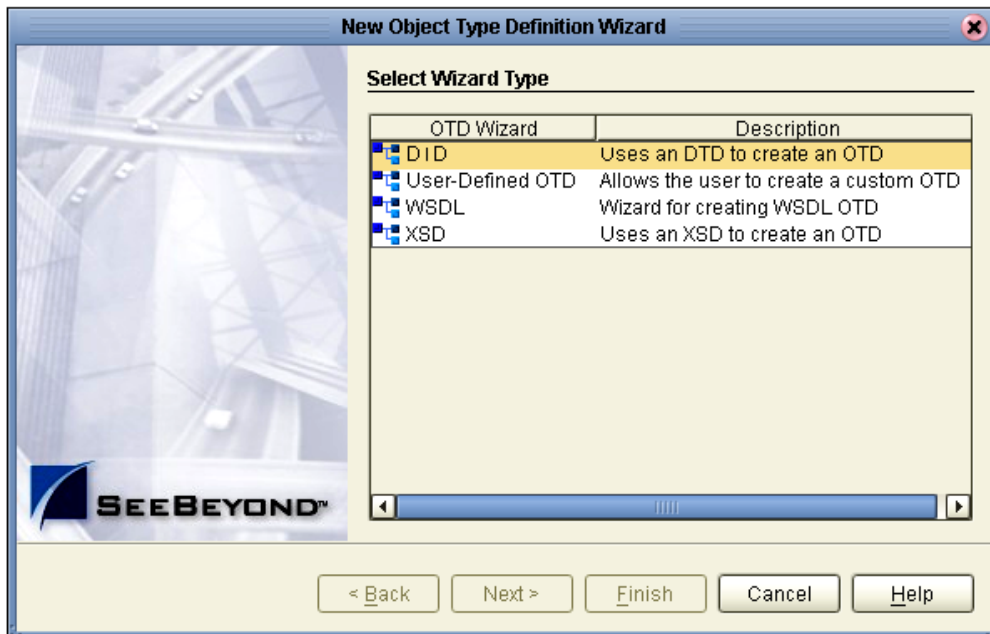 New Object Type Definition Wizard
Select Wizard Type
OTD Wizard Description
DID Uses an DTD to create an OTD
User-Defined OTD Allows the user to create a custom OTD
WSDL Wizard for creating WSDL OTD
XSD Uses an XSD to create an OTD
SEEBEYOND™
< Back Next > Finish Cancel Help